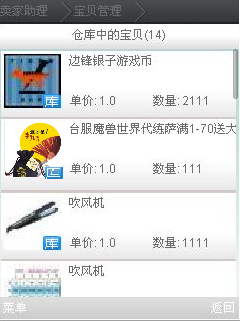 卖家助理 宝贝管理
仓库中的宝贝(14)
边锋银子游戏币
库
单价: 1.0 数量: 2111
台服魔兽世界代练萨满1-70送大
库
单价: 1.0 数量: 1111
吹风机
库
单价: 1.0 数量: 111
吹风机
菜单 返回